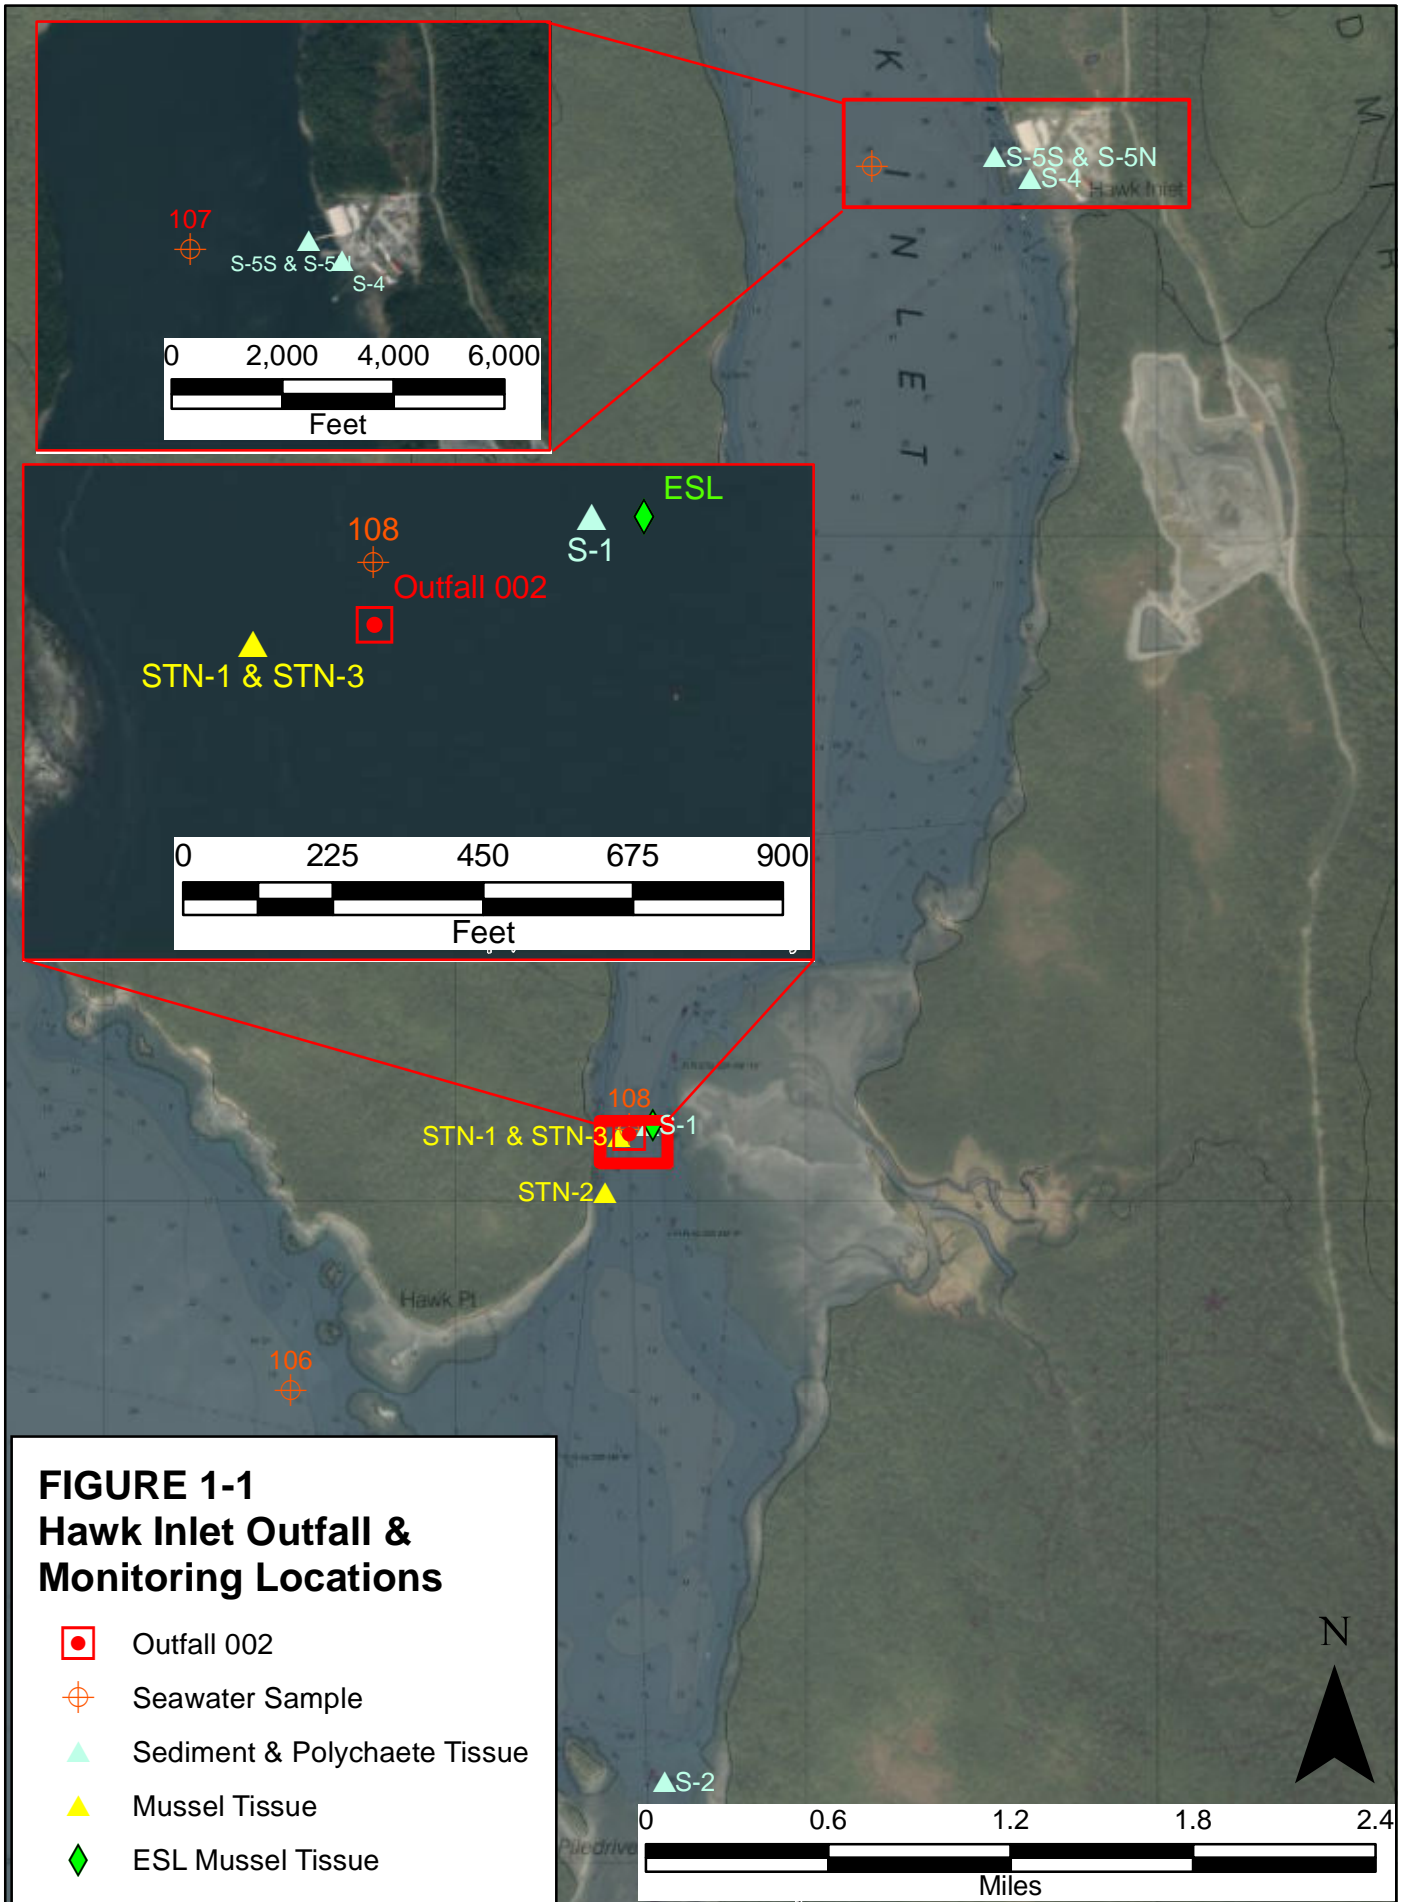 K
I
N
L
E
T
D
M
I
R
S-5S & S-5N
S-4
Hawk Inlet
107
S-5S & S-5N
S-4
0 2,000 4,000 6,000
Feet
ESL
S-1
108
Outfall 002
STN-1 & STN-3
0 225 450 675 900
Feet
108
S-1
STN-1 & STN-3
STN-2
Hawk Pt
106
FIGURE 1-1
Hawk Inlet Outfall &
Monitoring Locations
Outfall 002
Seawater Sample
Sediment & Polychaete Tissue
Mussel Tissue
ESL Mussel Tissue
N
S-2
Piledrive
0 0.6 1.2 1.8 2.4
Miles